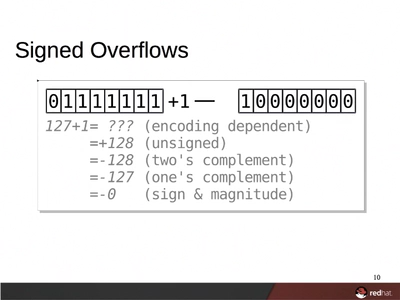 Signed Overflows
01111111 +1— 10000000
127+1= ??? (encoding dependent)
=+128 (unsigned)
=-128 (two's complement)
=-127 (one's complement)
=-0 (sign & magnitude)
10
redhat